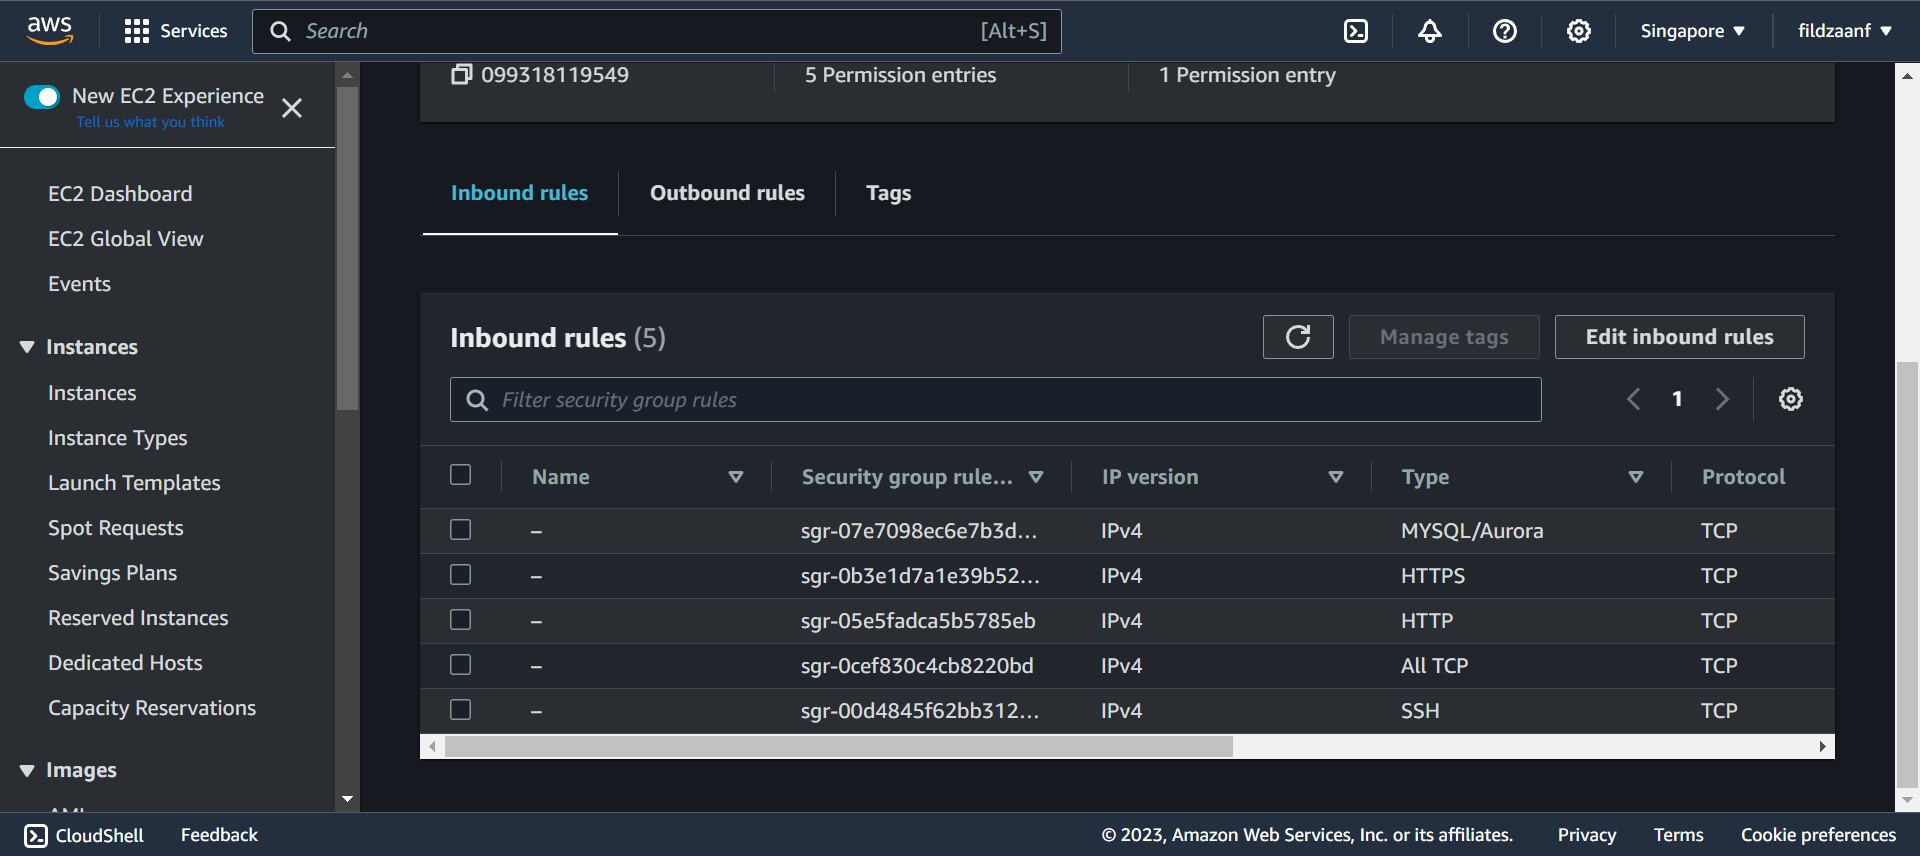 aws
Services
Search
[Alt+S]
Singapore
fildzaanf
New EC2 Experience
Tell us what you think
EC2 Dashboard
EC2 Global View
Events
Instances
Instances
Instance Types
Launch Templates
Spot Requests
Savings Plans
Reserved Instances
Dedicated Hosts
Capacity Reservations
Images
099318119549
5 Permission entries
1 Permission entry
Inbound rules
Outbound rules
Tags
Inbound rules (5)
Manage tags
Edit inbound rules
Filter security group rules
1
Name Security group rule... IP version Type Protocol
– sgr-07e7098ec6e7b3d... IPv4 MYSQL/Aurora TCP
– sgr-0b3e1d7a1e39b52... IPv4 HTTPS TCP
– sgr-05e5fadca5b5785eb IPv4 HTTP TCP
– sgr-0cef830c4cb8220bd IPv4 All TCP TCP
– sgr-00d4845f62bb312... IPv4 SSH TCP
CloudShell
Feedback
© 2023, Amazon Web Services, Inc. or its affiliates.
Privacy
Terms
Cookie preferences